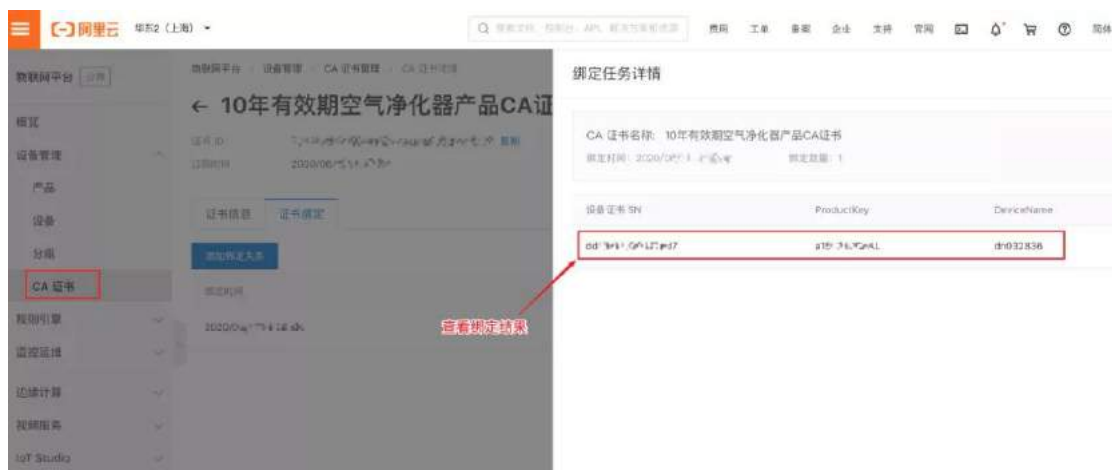 阿里云 华东2（上海）
费用 工单 备案 企业 支持 官网 简体
物联网平台
概览
设备管理
产品
设备
分组
CA 证书
规则引擎
监控运维
边缘计算
视频服务
IoT Studio
物联网平台 设备管理 CA 证书管理 CA 证书详情
← 10年有效期空气净化器产品CA证
证书 ID
复制
过期时间
证书信息 证书绑定
添加绑定关系
绑定时间
查看绑定结果
绑定任务详情
CA 证书名称: 10年有效期空气净化器产品CA证书
绑定时间: 绑定数量: 1
设备证书 SN ProductKey DeviceName
dn032836